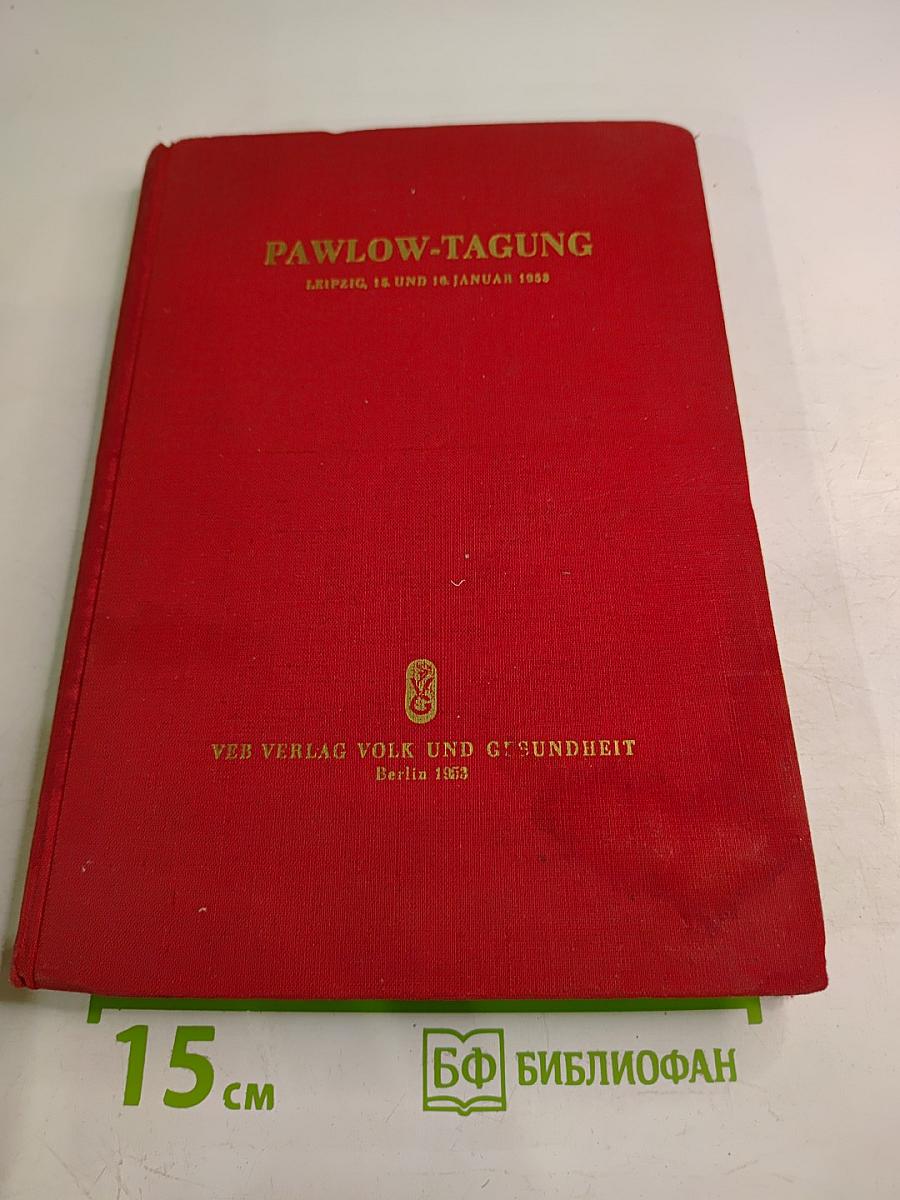 PAWLOW-TAGUNG
LEIPZIG, 15. UND 16. JANUAR 1953
VEB VERLAG VOLK UND GESUNDHEIT
Berlin 1953
15 см
БФ БИБЛИОФАН